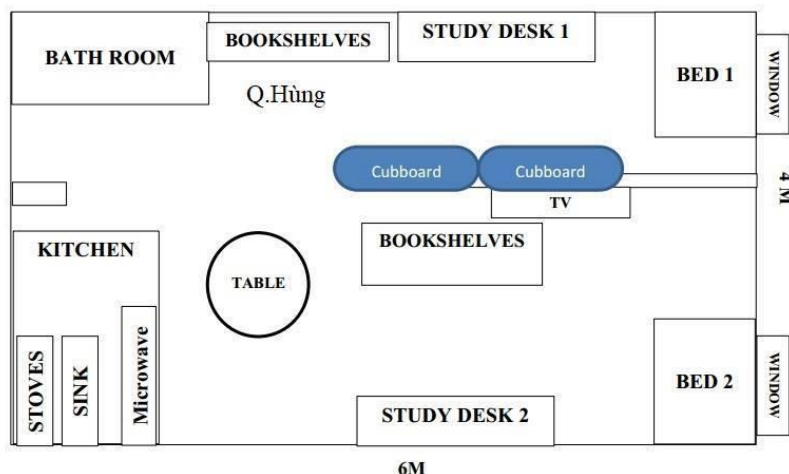 BATH ROOM
BOOKSHELVES
STUDY DESK 1
BED 1
WINDOW
Q.Hùng
Cubboard
Cubboard
4 M
TV
KITCHEN
BOOKSHELVES
TABLE
STOVES
SINK
Microwave
STUDY DESK 2
BED 2
WINDOW
6M